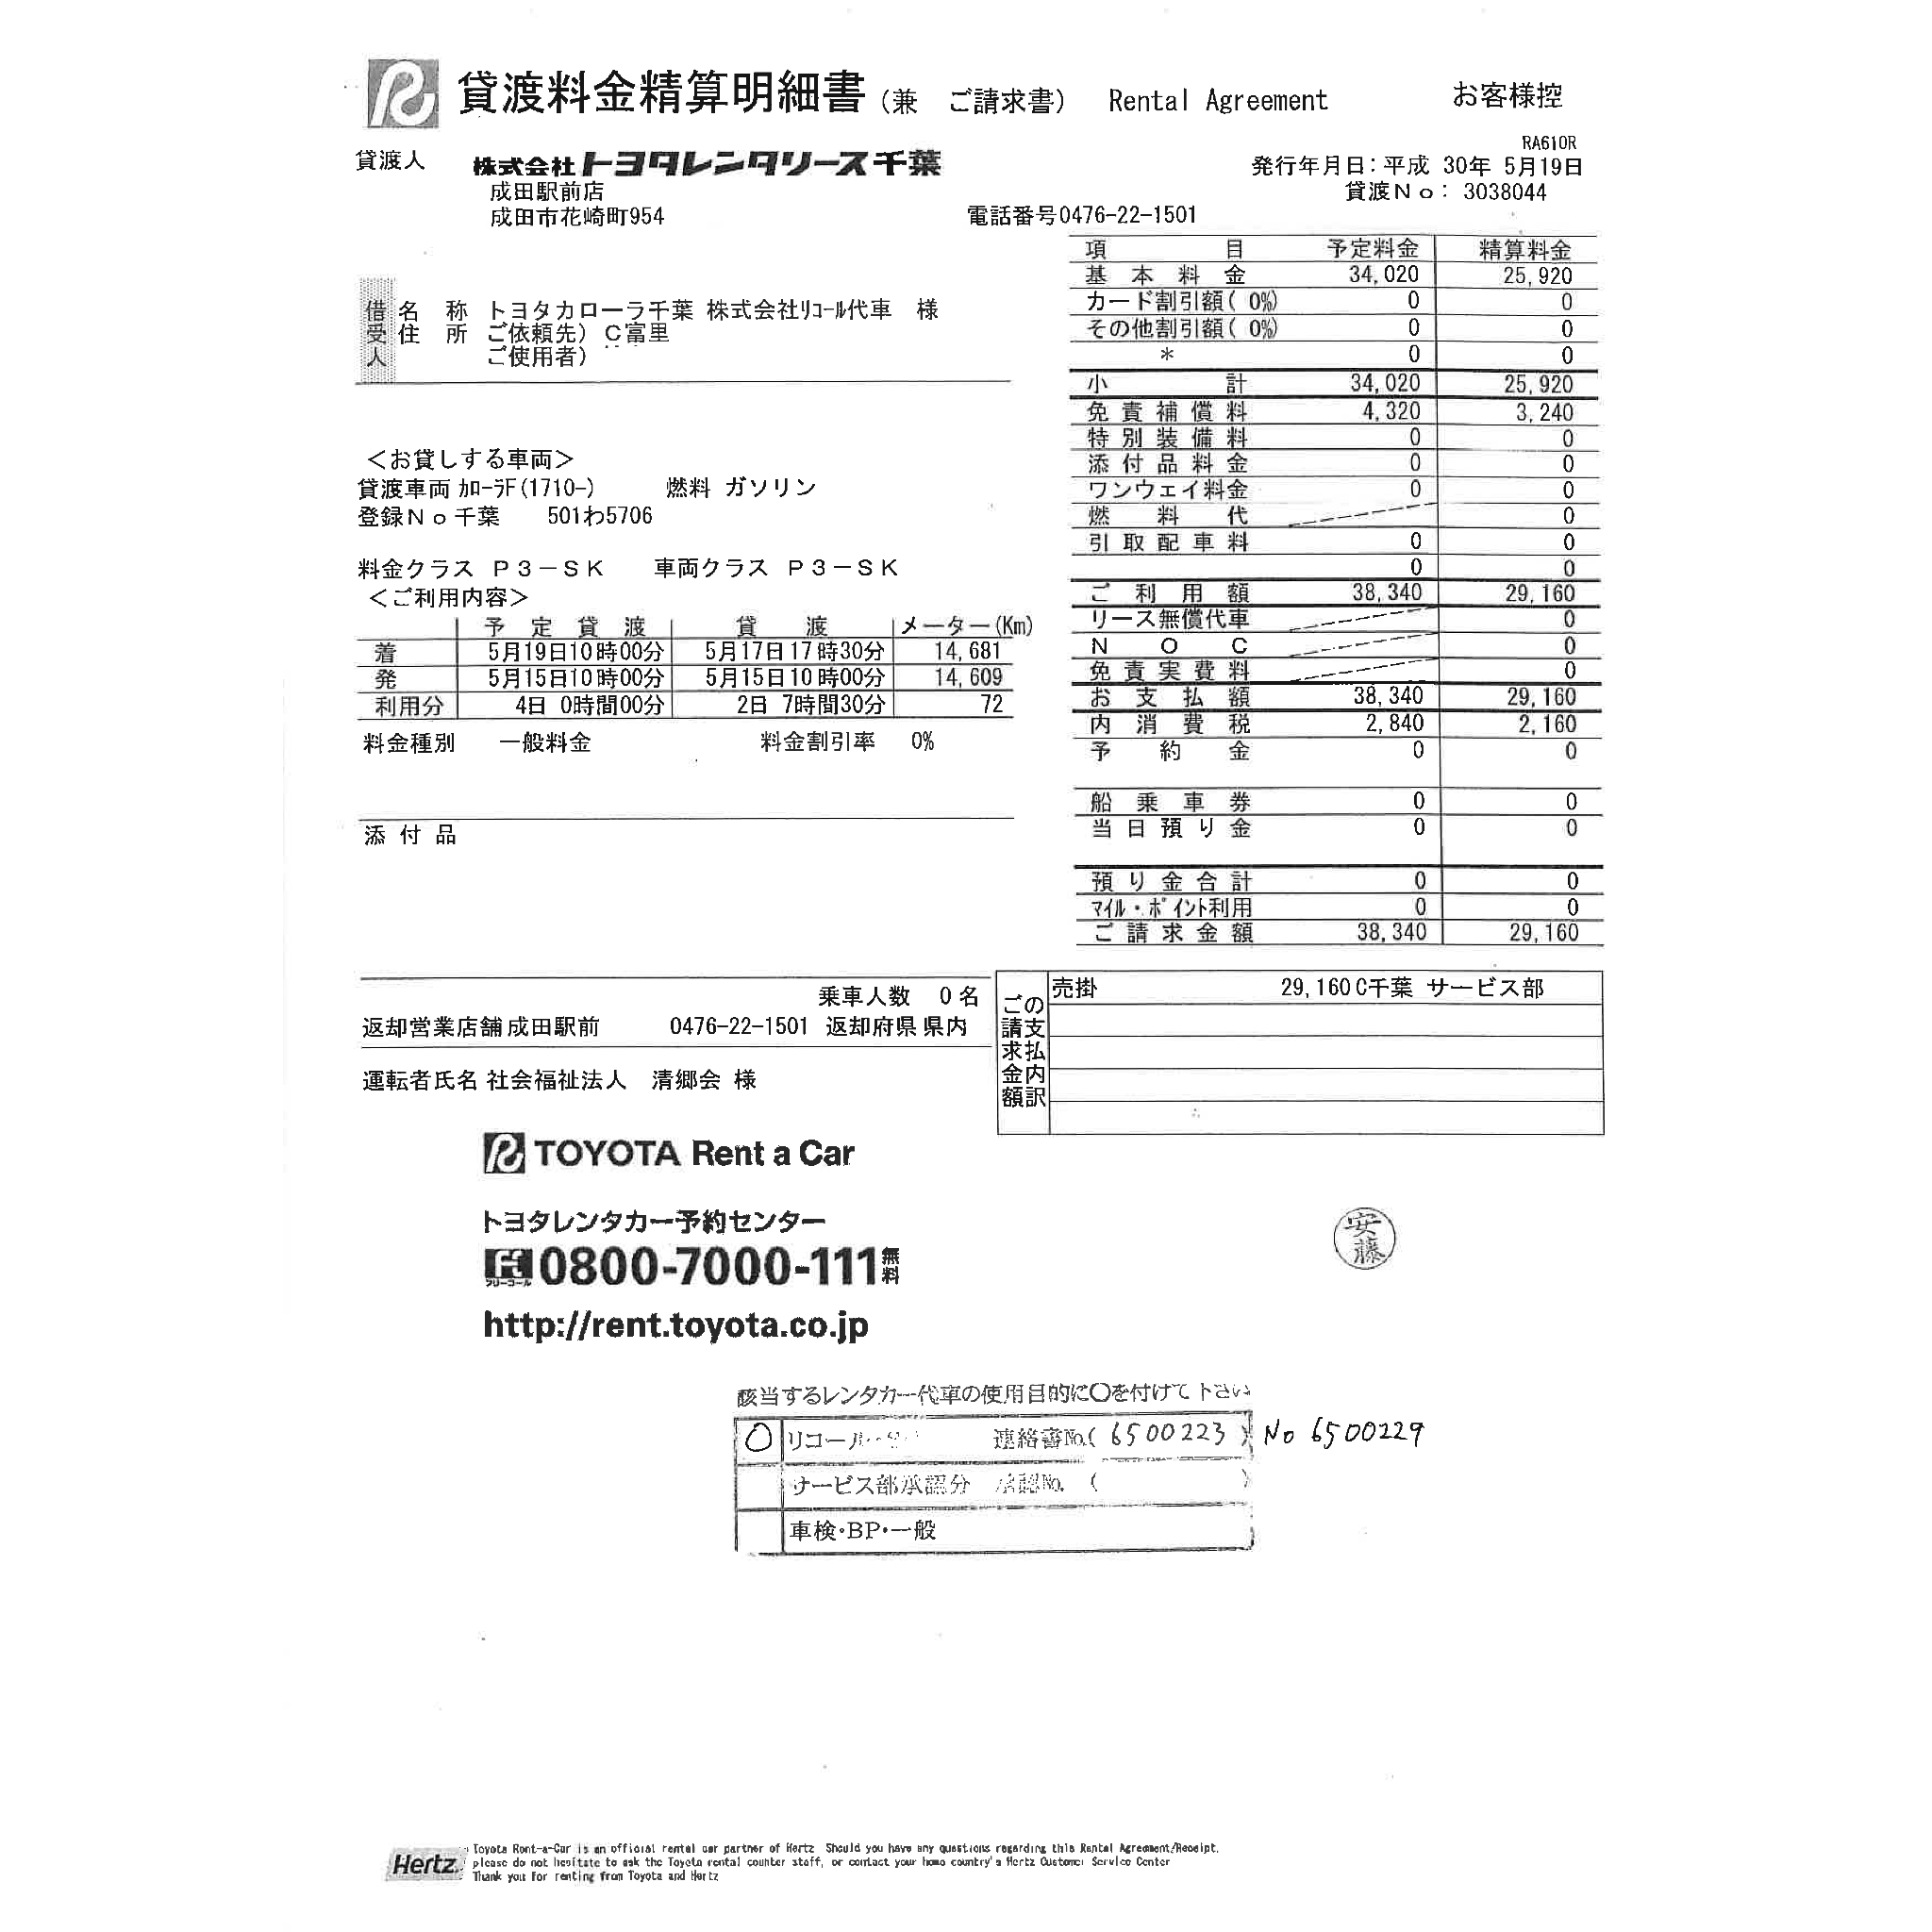 貸渡料金精算明細書(兼 ご請求書) Rental Agreement お客様控
RA610R
貸渡人 株式会社トヨタレンタリース千葉 発行年月日:平成 30年 5月19日
成田駅前店 貸渡No: 3038044
成田市花崎町954 電話番号0476-22-1501
借受人
名 称 トヨタカローラ千葉 株式会社ﾘｺｰﾙ代車 様
住 所 ご依頼先) C富里
ご使用者)
<お貸しする車両>
貸渡車両 ｶﾛｰﾗF(1710-) 燃料 ガソリン
登録No 千葉 501わ5706
料金クラス P3-SK 車両クラス P3-SK
<ご利用内容>
予 定 貸 渡 貸 渡 メーター(Km)
着 5月19日10時00分 5月17日17時30分 14,681
発 5月15日10時00分 5月15日10時00分 14,609
利用分 4日 0時間00分 2日 7時間30分 72
料金種別 一般料金 料金割引率 0%
添 付 品
項 目 予定料金 精算料金
基 本 料 金 34,020 25,920
カード割引額( 0%) 0 0
その他割引額( 0%) 0 0
* 0 0
小 計 34,020 25,920
免 責 補 償 料 4,320 3,240
特 別 装 備 料 0 0
添 付 品 料 金 0 0
ワンウェイ料金 0 0
燃 料 代 0
引 取 配 車 料 0 0
0 0
ご 利 用 額 38,340 29,160
リース無償代車 0
N O C 0
免 責 実 費 料 0
お 支 払 額 38,340 29,160
内 消 費 税 2,840 2,160
予 約 金 0 0
船 乗 車 券 0 0
当 日 預 り 金 0 0
預 り 金 合 計 0 0
ﾏｲﾙ・ﾎﾟｲﾝﾄ利用 0 0
ご 請 求 金 額 38,340 29,160
乗車人数 0 名
返却営業店舗 成田駅前 0476-22-1501 返却府県 県内
運転者氏名 社会福祉法人 清郷会 様
ご請求金額の支払内訳
売掛 29,160 C千葉 サービス部
TOYOTA Rent a Car
トヨタレンタカー予約センター
フリーコール 0800-7000-111 無料
http://rent.toyota.co.jp
安藤
該当するレンタカー代車の使用目的に○を付けて下さい
○ リコール 連絡書No.( 6500223 ) No 6500229
サービス部承認分 承認No. ( )
車検・BP・一般
Hertz
Toyota Rent-a-Car is an official rental car partner of Hertz Should you have any questions regarding this Rental Agreement/Receipt,
please do not hesitate to ask the Toyota rental counter staff, or contact your home country's Hertz Customer Service Center
Thank you for renting from Toyota and Hertz